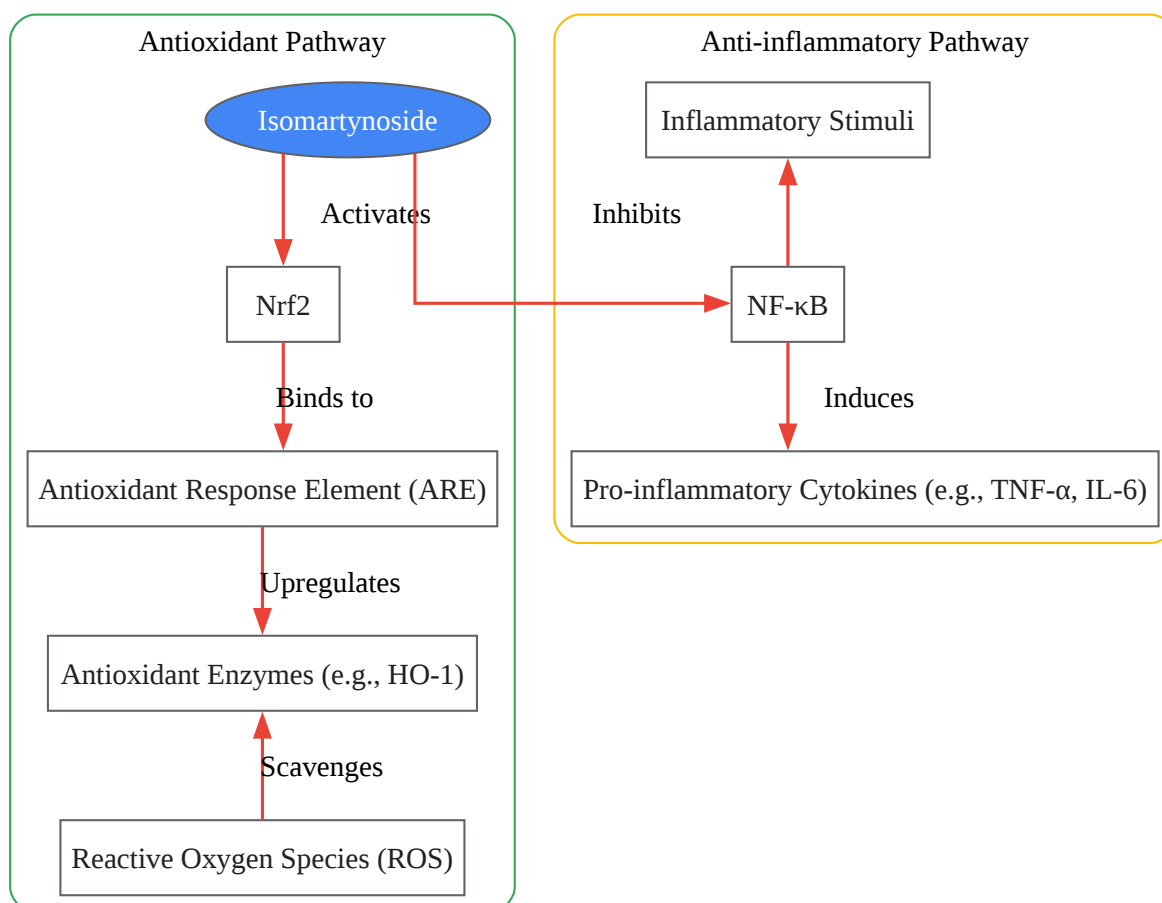 Antioxidant Pathway
Isomartynoside
Activates
Nrf2
Binds to
Antioxidant Response Element (ARE)
Upregulates
Antioxidant Enzymes (e.g., HO-1)
Scavenges
Reactive Oxygen Species (ROS)
Anti-inflammatory Pathway
Inflammatory Stimuli
Inhibits
NF-κB
Induces
Pro-inflammatory Cytokines (e.g., TNF-α, IL-6)